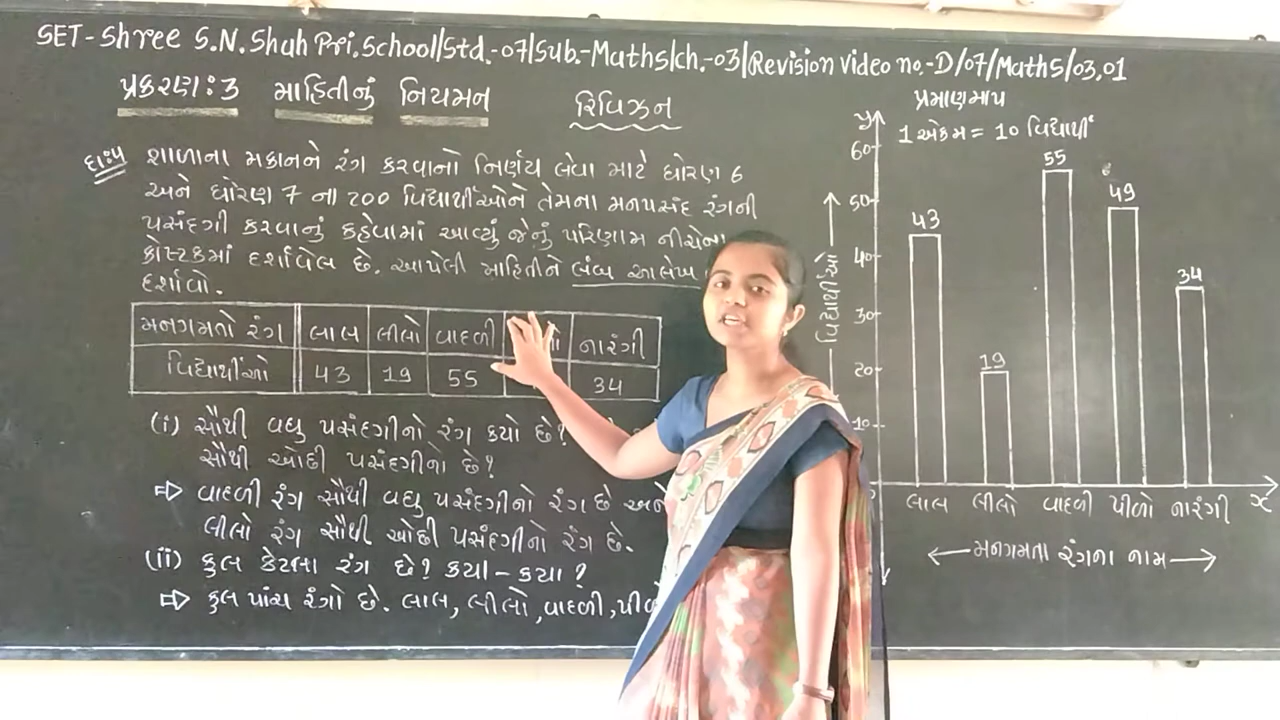 SET-Shree S.N.Shah Pri.School/Std.-07/Sub.-Maths/ch.-03/Revision video no.-D/07/Maths/03.01
પ્રકરણ:3 માહિતીનું નિયમન રિવિઝન
દા:૫ શાળાના મકાનને રંગ કરવાનો નિર્ણય લેવા માટે ધોરણ 6
અને ધોરણ 7 ના 200 વિદ્યાર્થીઓને તેમના મનપસંદ રંગની
પસંદગી કરવાનું કહેવામાં આવ્યું જેનું પરિણામ નીચેના
કોષ્ટકમાં દર્શાવેલ છે. આપેલી માહિતીને લંબ આલેખ
દર્શાવો.
મનગમતો રંગ લાલ લીલો વાદળી નારંગી
વિદ્યાર્થીઓ 43 19 55 34
(i) સૌથી વધુ પસંદગીનો રંગ કયો છે?
સૌથી ઓછી પસંદગીનો છે?
⇨ વાદળી રંગ સૌથી વધુ પસંદગીનો રંગ છે અને
લીલો રંગ સૌથી ઓછી પસંદગીનો રંગ છે.
(ii) કુલ કેટલા રંગ છે? કયા-કયા?
⇨ કુલ પાંચ રંગો છે. લાલ, લીલો, વાદળી,
પ્રમાણમાપ
1 એકમ = 10 વિદ્યાર્થી
y
60
50
40
30
20
10
વિદ્યાર્થીઓ
43 19 55 49 34
લાલ લીલો વાદળી પીળો નારંગી x
મનગમતા રંગના નામ